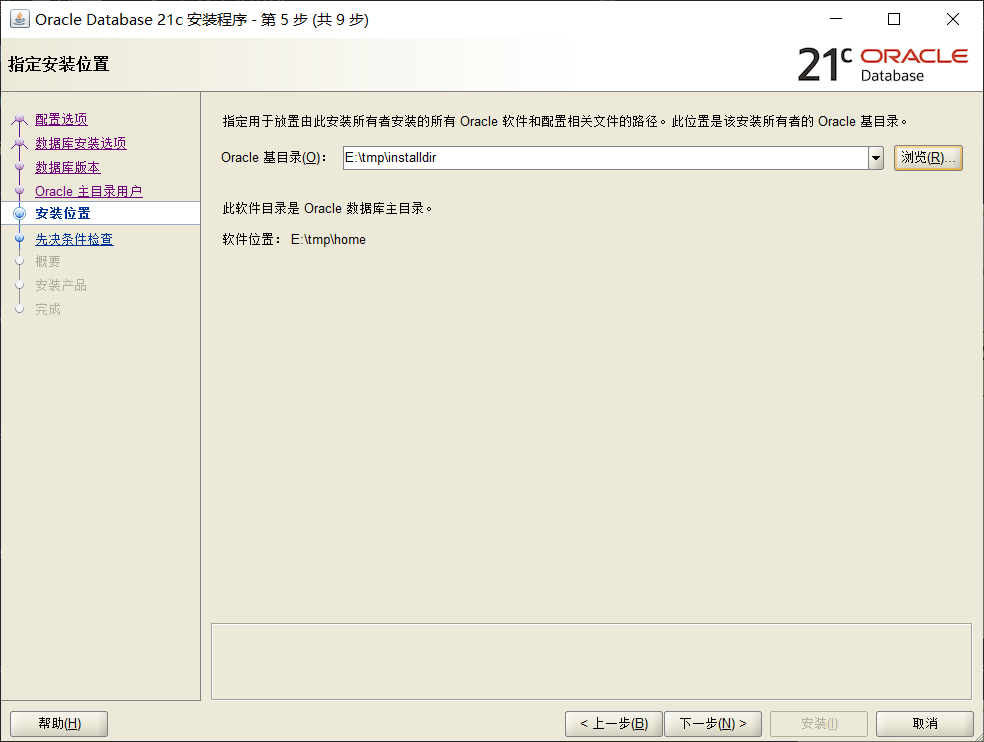 Oracle Database 21c 安装程序 - 第 5 步 (共 9 步)
指定安装位置
21c ORACLE
Database
配置选项
数据库安装选项
数据库版本
Oracle 主目录用户
安装位置
先决条件检查
概要
安装产品
完成
指定用于放置由此安装所有者安装的所有 Oracle 软件和配置相关文件的路径。此位置是该安装所有者的 Oracle 基目录。
Oracle 基目录(O)： E:\tmp\installdir 浏览(R)...
此软件目录是 Oracle 数据库主目录。
软件位置： E:\tmp\home
帮助(H) < 上一步(B) 下一步(N) > 安装(I) 取消